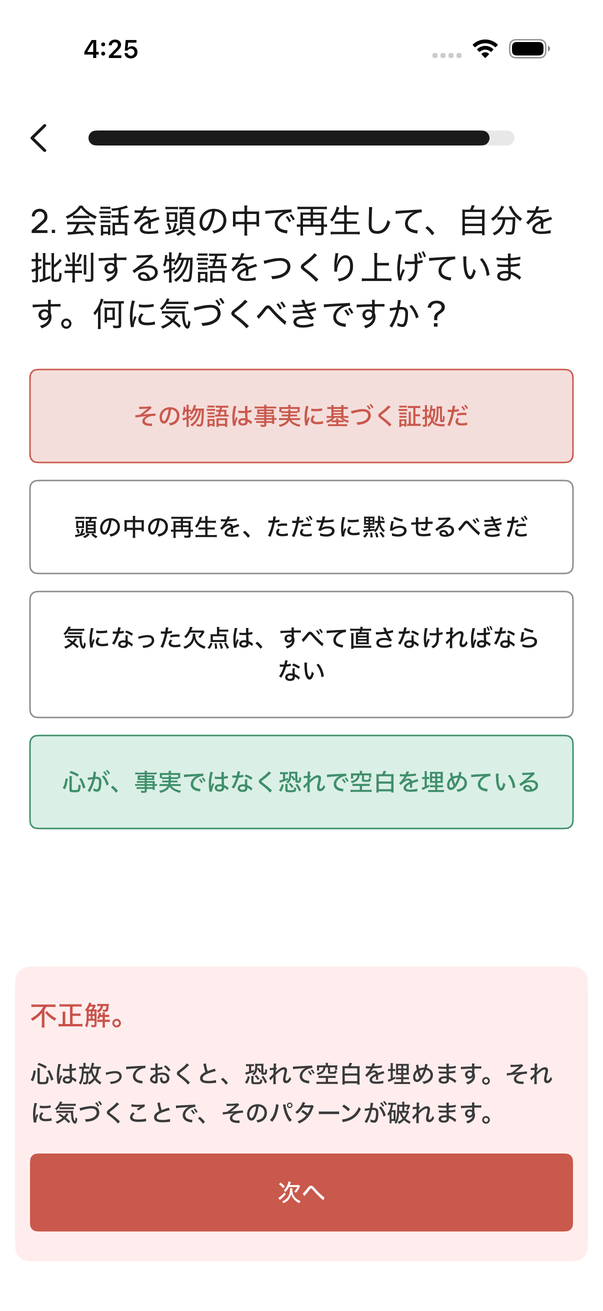 4:25
2. 会話を頭の中で再生して、自分を
批判する物語をつくり上げていま
す。何に気づくべきですか？
その物語は事実に基づく証拠だ
頭の中の再生を、ただちに黙らせるべきだ
気になった欠点は、すべて直さなければなら
ない
心が、事実ではなく恐れで空白を埋めている
不正解。
心は放っておくと、恐れで空白を埋めます。それ
に気づくことで、そのパターンが破れます。
次へ